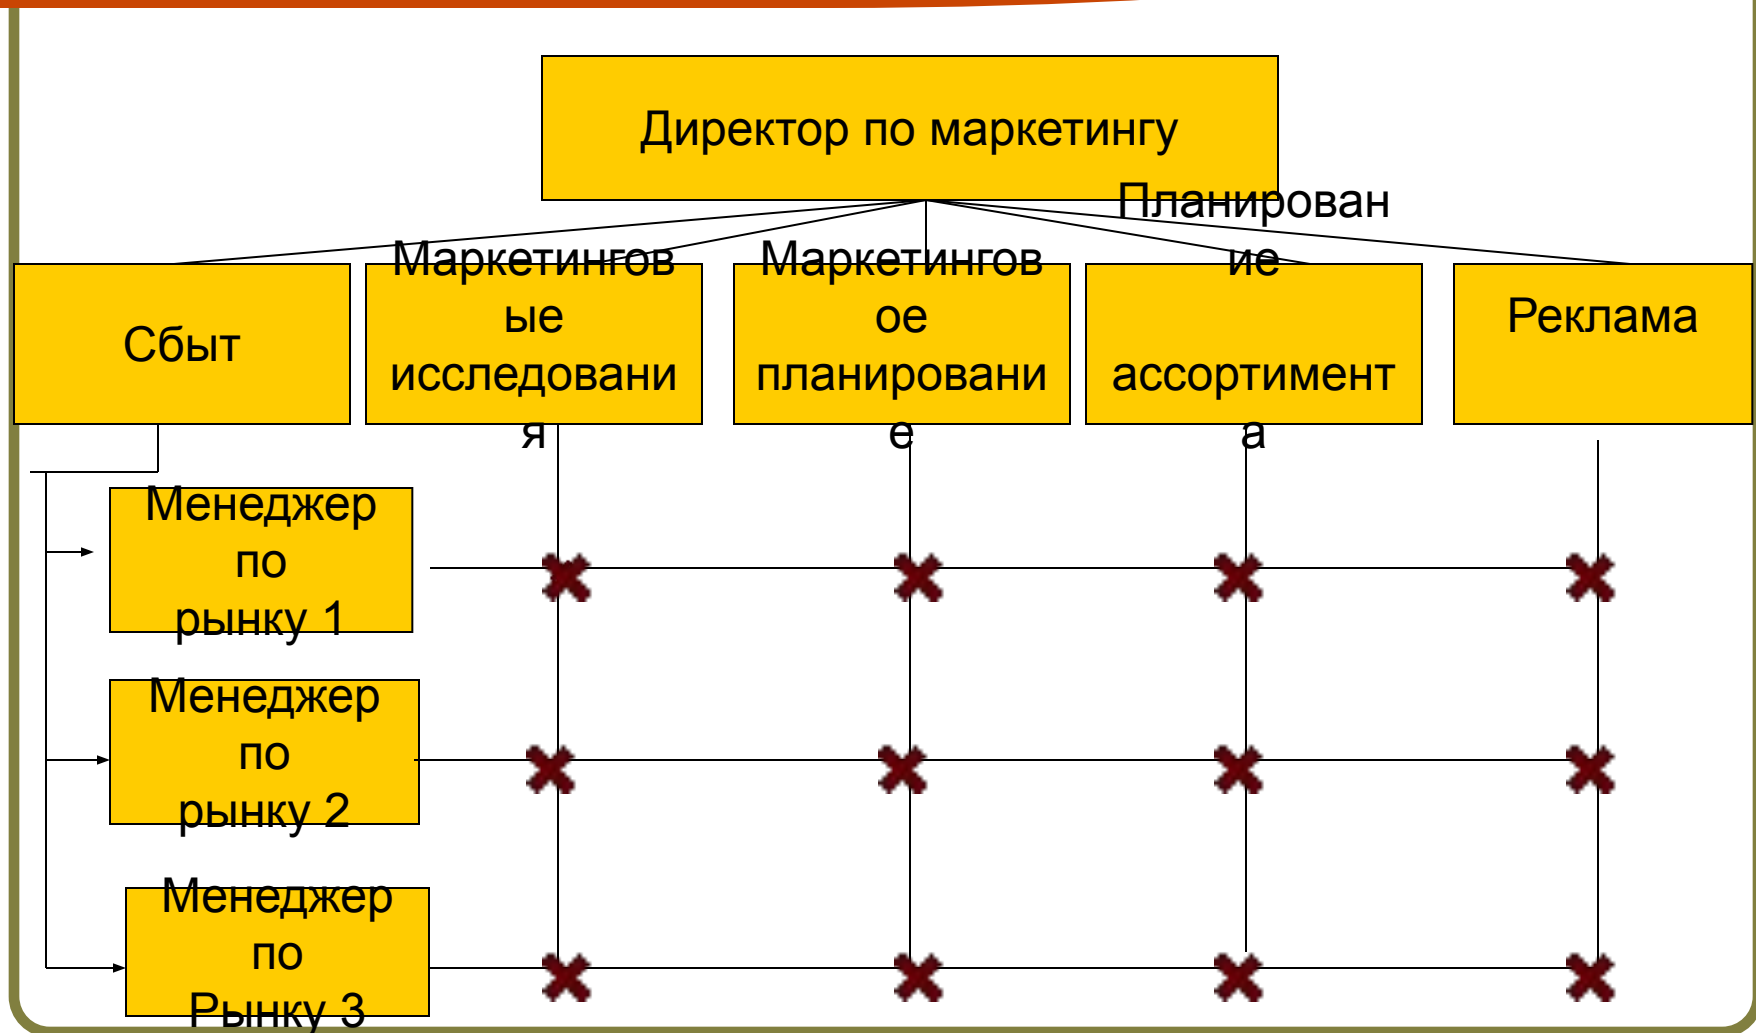 Директор по маркетингу
Сбыт
Маркетингов
ые
исследовани
я
Маркетингов
ое
планировани
е
Планирован
ие
ассортимент
а
Реклама
Менеджер
по
рынку 1
Менеджер
по
рынку 2
Менеджер
по
Рынку 3